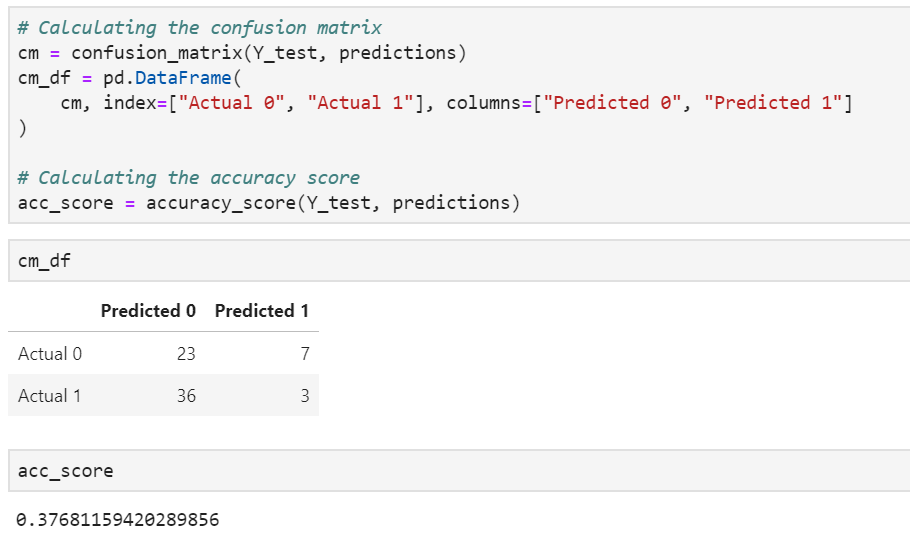 # Calculating the confusion matrix
cm = confusion_matrix(Y_test, predictions)
cm_df = pd.DataFrame(
    cm, index=["Actual 0", "Actual 1"], columns=["Predicted 0", "Predicted 1"]
)
# Calculating the accuracy score
acc_score = accuracy_score(Y_test, predictions)
cm_df
Predicted 0 Predicted 1
Actual 0 23 7
Actual 1 36 3
acc_score
0.37681159420289856